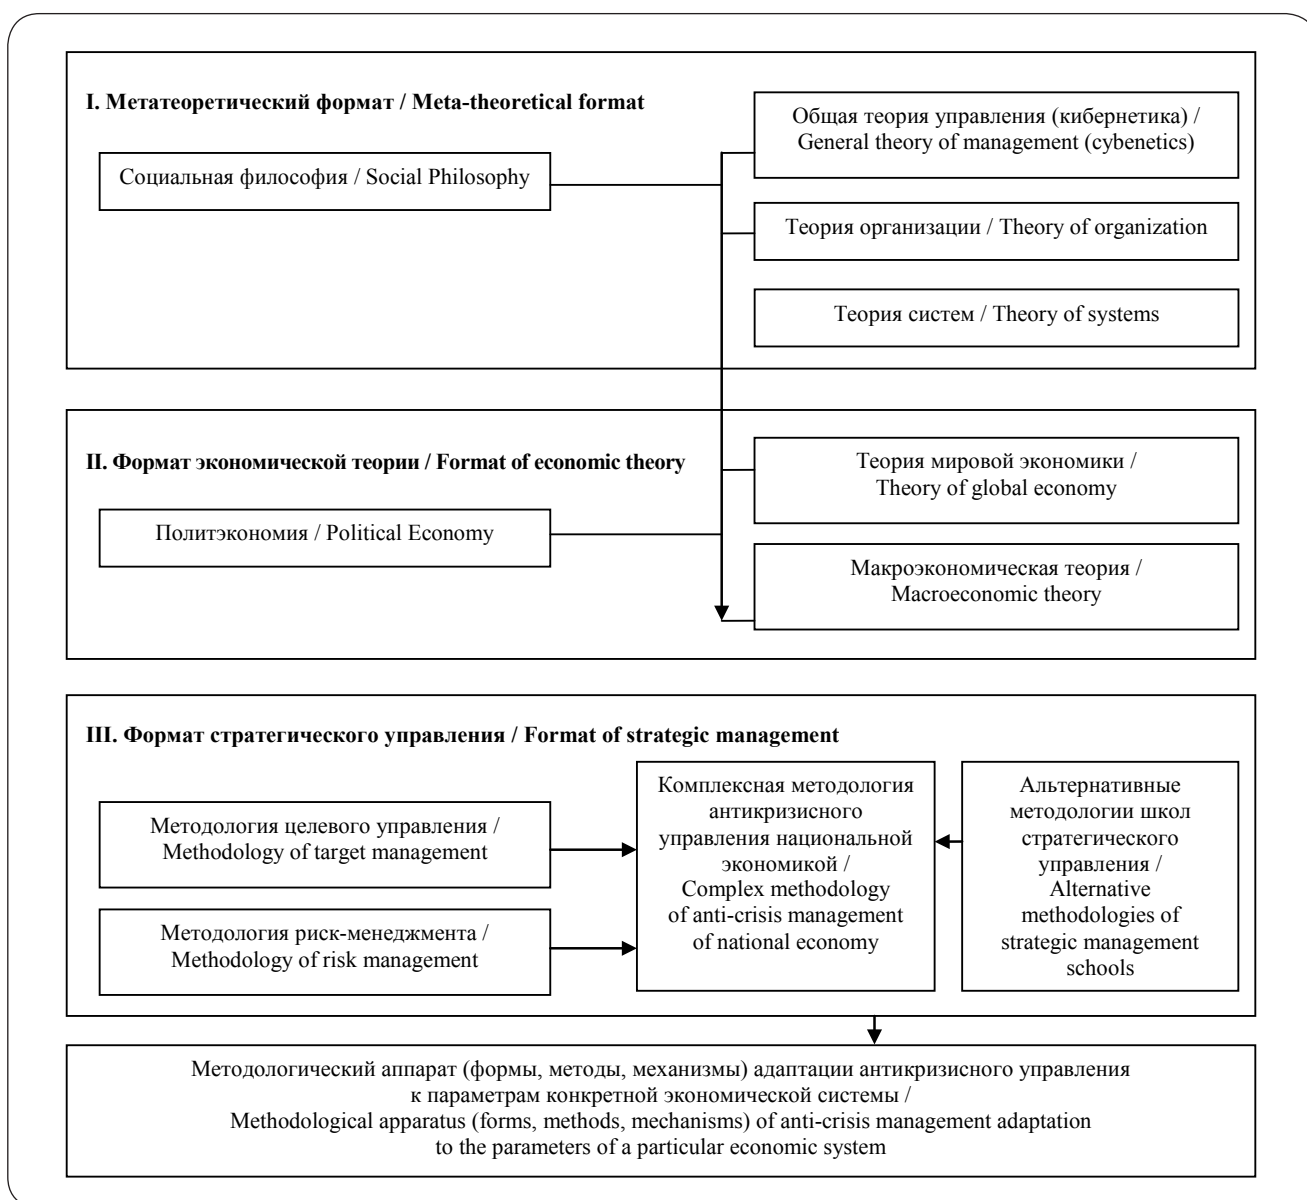 I. Метатеоретический формат / Meta-theoretical format
Социальная философия / Social Philosophy
Общая теория управления (кибернетика) /
General theory of management (cybenetics)
Теория организации / Theory of organization
Теория систем / Theory of systems
II. Формат экономической теории / Format of economic theory
Политэкономия / Political Economy
Теория мировой экономики /
Theory of global economy
Макроэкономическая теория /
Macroeconomic theory
III. Формат стратегического управления / Format of strategic management
Методология целевого управления /
Methodology of target management
Методология риск-менеджмента /
Methodology of risk management
Комплексная методология
антикризисного
управления национальной
экономикой /
Complex methodology
of anti-crisis management
of national economy
Альтернативные
методологии школ
стратегического
управления /
Alternative
methodologies of
strategic management
schools
Методологический аппарат (формы, методы, механизмы) адаптации антикризисного управления
к параметрам конкретной экономической системы /
Methodological apparatus (forms, methods, mechanisms) of anti-crisis management adaptation
to the parameters of a particular economic system